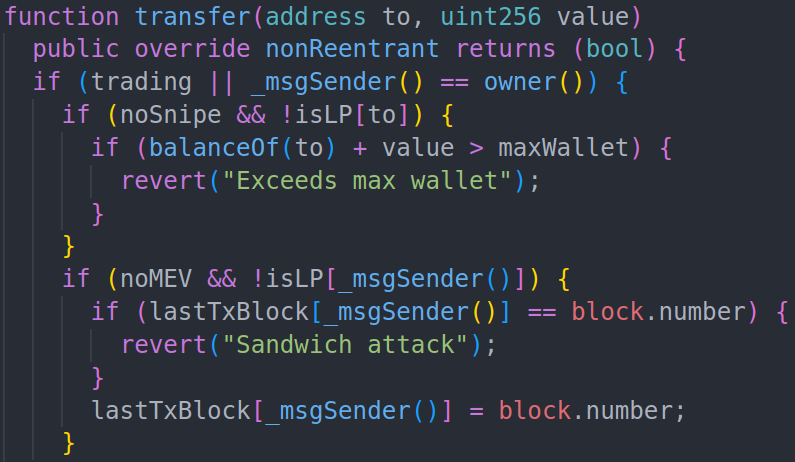 function transfer(address to, uint256 value)
  public override nonReentrant returns (bool) {
  if (trading || _msgSender() == owner()) {
    if (noSnipe && !isLP[to]) {
      if (balanceOf(to) + value > maxWallet) {
        revert("Exceeds max wallet");
      }
    }
    if (noMEV && !isLP[_msgSender()]) {
      if (lastTxBlock[_msgSender()] == block.number) {
        revert("Sandwich attack");
      }
      lastTxBlock[_msgSender()] = block.number;
    }